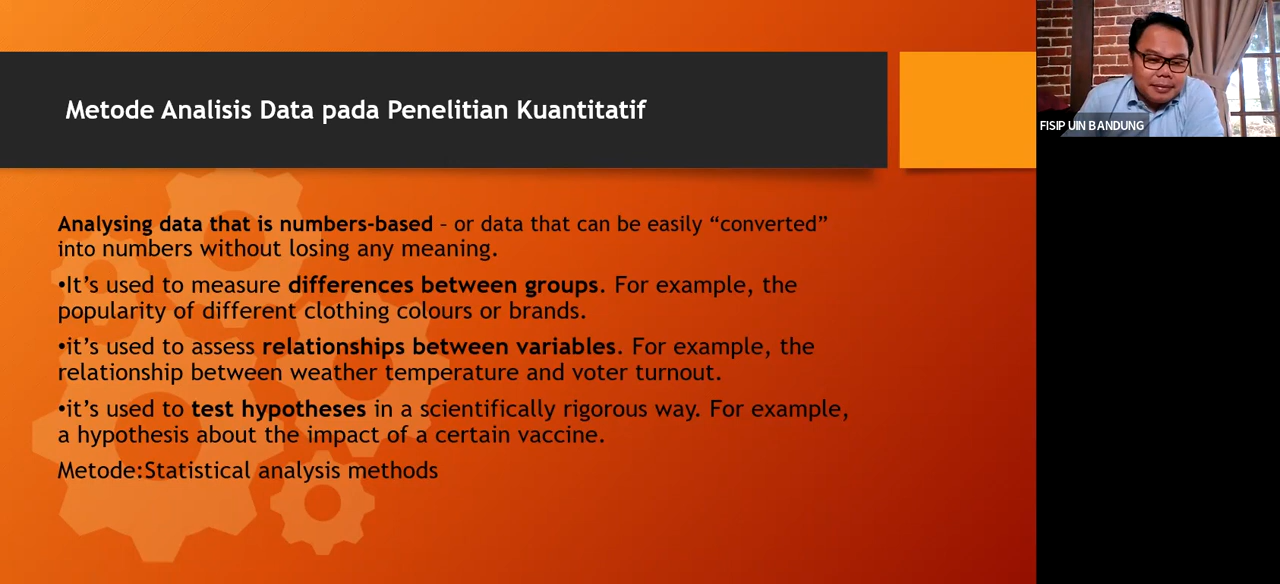 Metode Analisis Data pada Penelitian Kuantitatif
FISIP UIN BANDUNG
Analysing data that is numbers-based – or data that can be easily “converted”
into numbers without losing any meaning.
•It’s used to measure differences between groups. For example, the
popularity of different clothing colours or brands.
•it’s used to assess relationships between variables. For example, the
relationship between weather temperature and voter turnout.
•it’s used to test hypotheses in a scientifically rigorous way. For example,
a hypothesis about the impact of a certain vaccine.
Metode:Statistical analysis methods